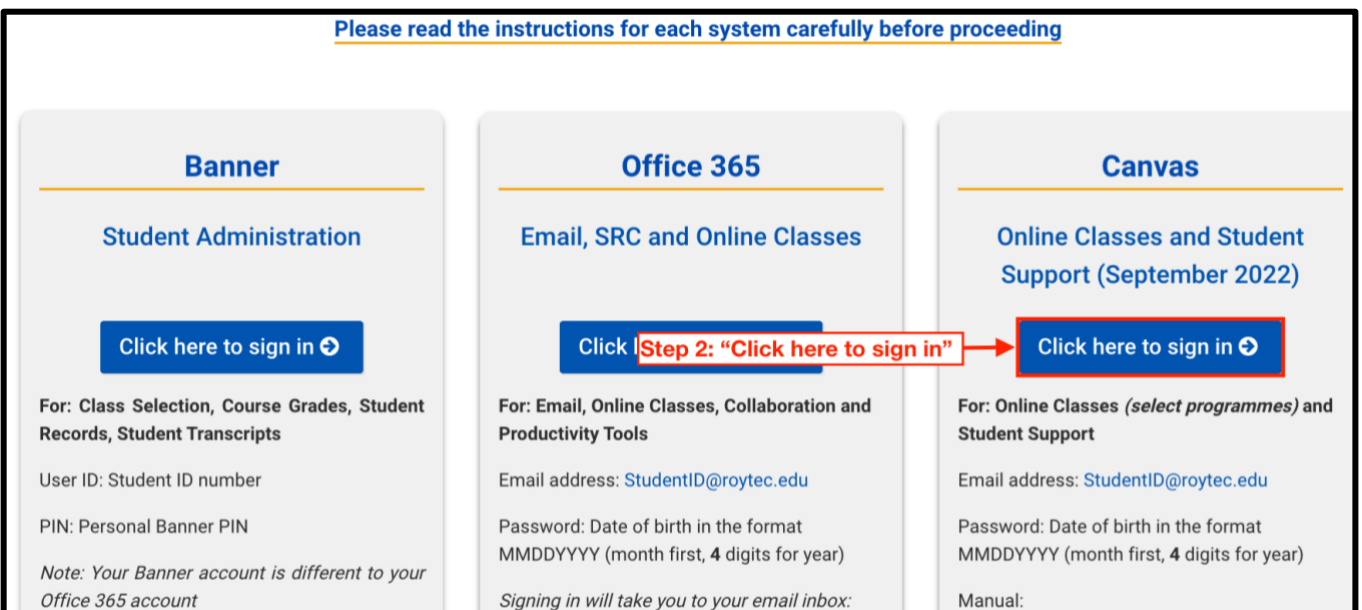 Please read the instructions for each system carefully before proceeding
Banner
Student Administration
Click here to sign in
For: Class Selection, Course Grades, Student
Records, Student Transcripts
User ID: Student ID number
PIN: Personal Banner PIN
Note: Your Banner account is different to your
Office 365 account
Office 365
Email, SRC and Online Classes
Click
Step 2: “Click here to sign in”
For: Email, Online Classes, Collaboration and
Productivity Tools
Email address: StudentID@roytec.edu
Password: Date of birth in the format
MMDDYYYY (month first, 4 digits for year)
Signing in will take you to your email inbox:
Canvas
Online Classes and Student
Support (September 2022)
Click here to sign in
For: Online Classes (select programmes) and
Student Support
Email address: StudentID@roytec.edu
Password: Date of birth in the format
MMDDYYYY (month first, 4 digits for year)
Manual: